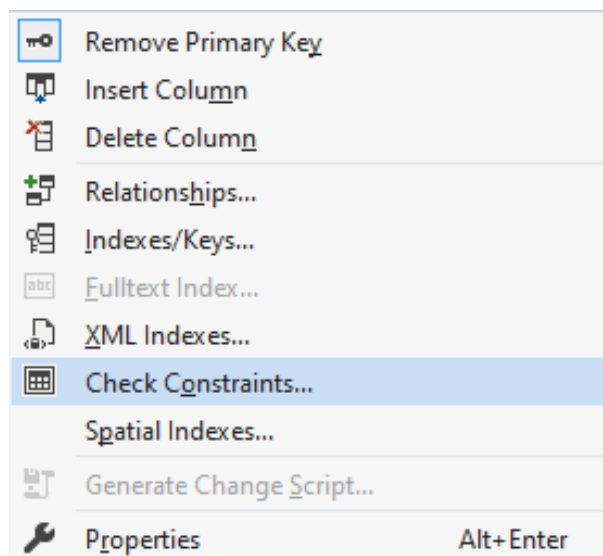 Remove Primary Key
Insert Column
Delete Column
Relationships...
Indexes/Keys...
abc Fulltext Index...
XML Indexes...
Check Constraints...
Spatial Indexes...
Generate Change Script...
Properties Alt+Enter